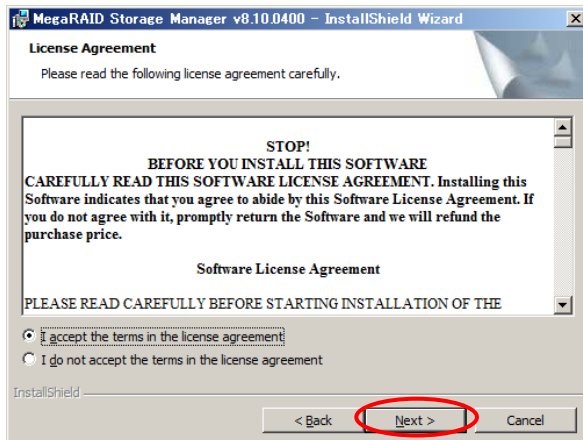 MegaRAID Storage Manager v8.10.0400 - InstallShield Wizard
License Agreement
Please read the following license agreement carefully.
STOP!
BEFORE YOU INSTALL THIS SOFTWARE
CAREFULLY READ THIS SOFTWARE LICENSE AGREEMENT. Installing this
Software indicates that you agree to abide by this Software License Agreement. If
you do not agree with it, promptly return the Software and we will refund the
purchase price.
Software License Agreement
PLEASE READ CAREFULLY BEFORE STARTING INSTALLATION OF THE
I accept the terms in the license agreement
I do not accept the terms in the license agreement
InstallShield
< Back Next > Cancel